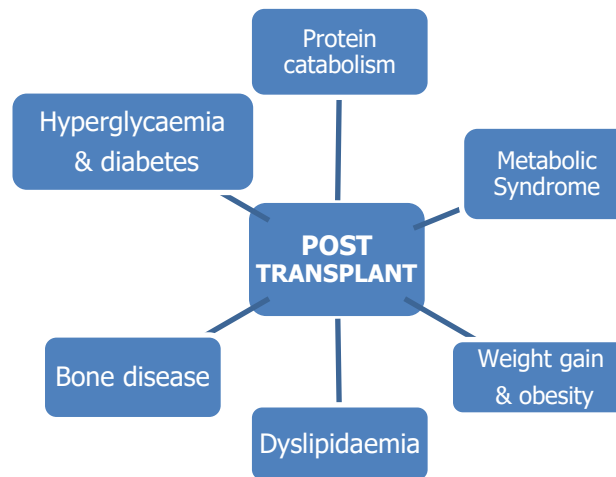 Protein
catabolism
Hyperglycaemia
& diabetes
Metabolic
Syndrome
POST
TRANSPLANT
Bone disease
Weight gain
& obesity
Dyslipidaemia